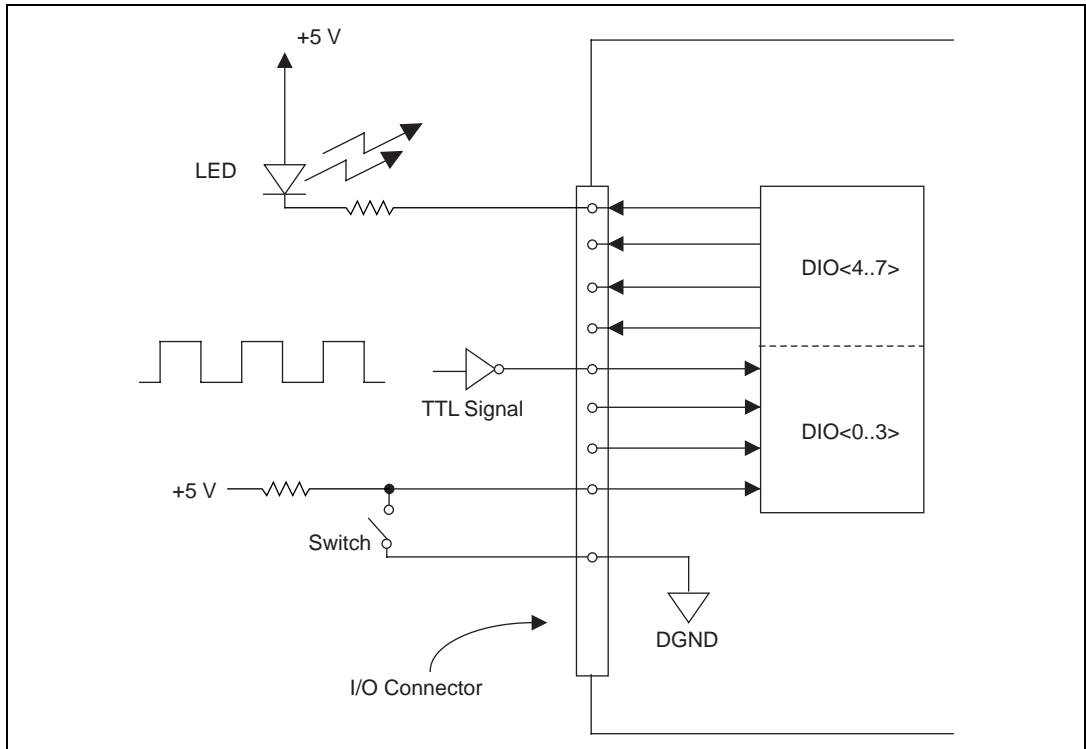 +5 V
LED
DIO<4..7>
TTL Signal
DIO<0..3>
+5 V
Switch
DGND
I/O Connector